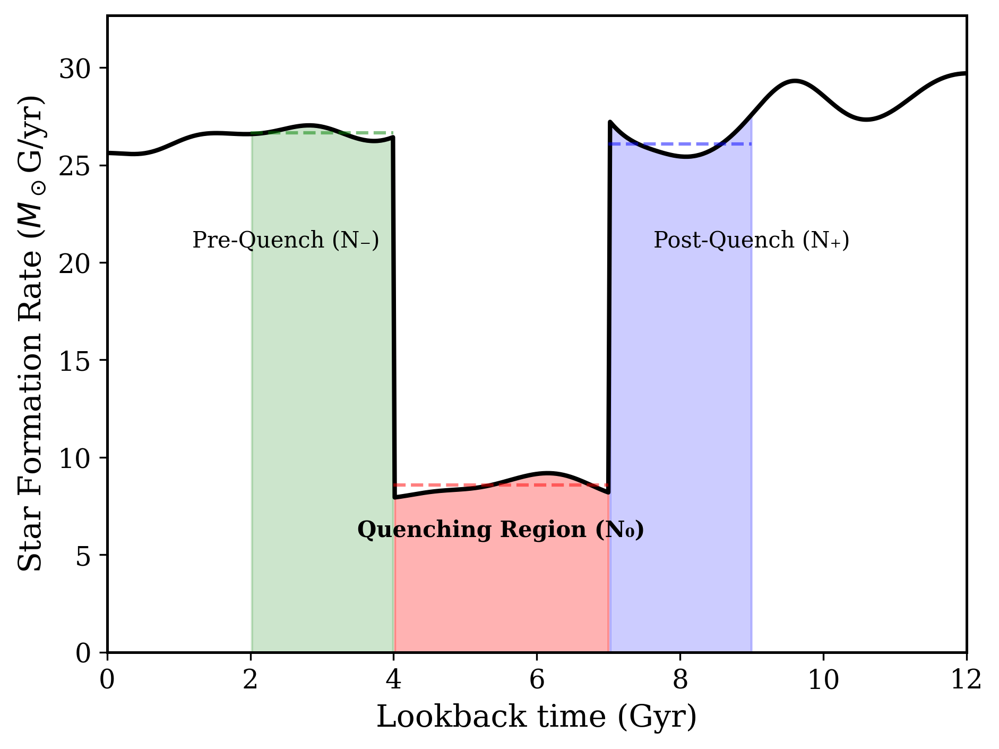 30
25
20
15
10
5
0
Star Formation Rate (M⊙G/yr)
Pre-Quench (N₋)
Post-Quench (N₊)
Quenching Region (N₀)
0 2 4 6 8 10 12
Lookback time (Gyr)